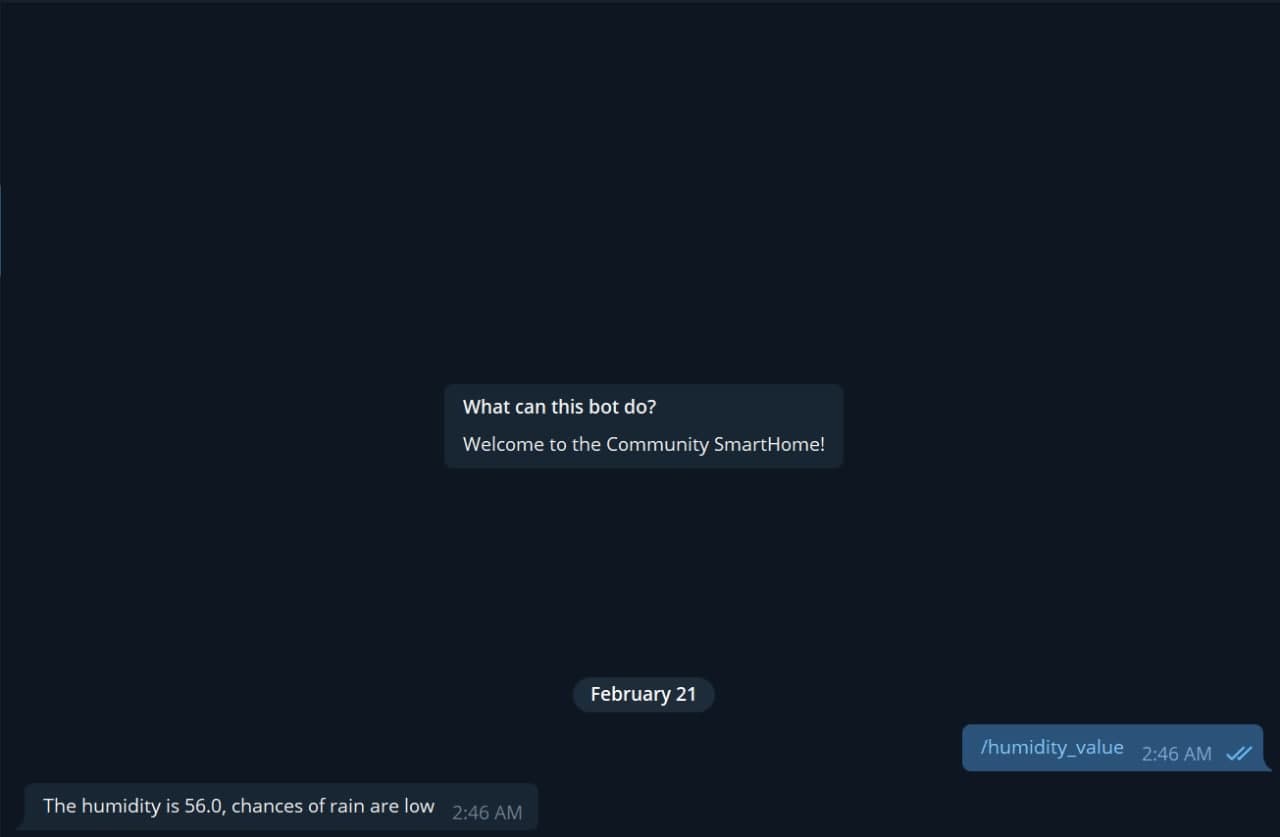 What can this bot do?
Welcome to the Community SmartHome!
February 21
/humidity_value 2:46 AM
The humidity is 56.0, chances of rain are low 2:46 AM